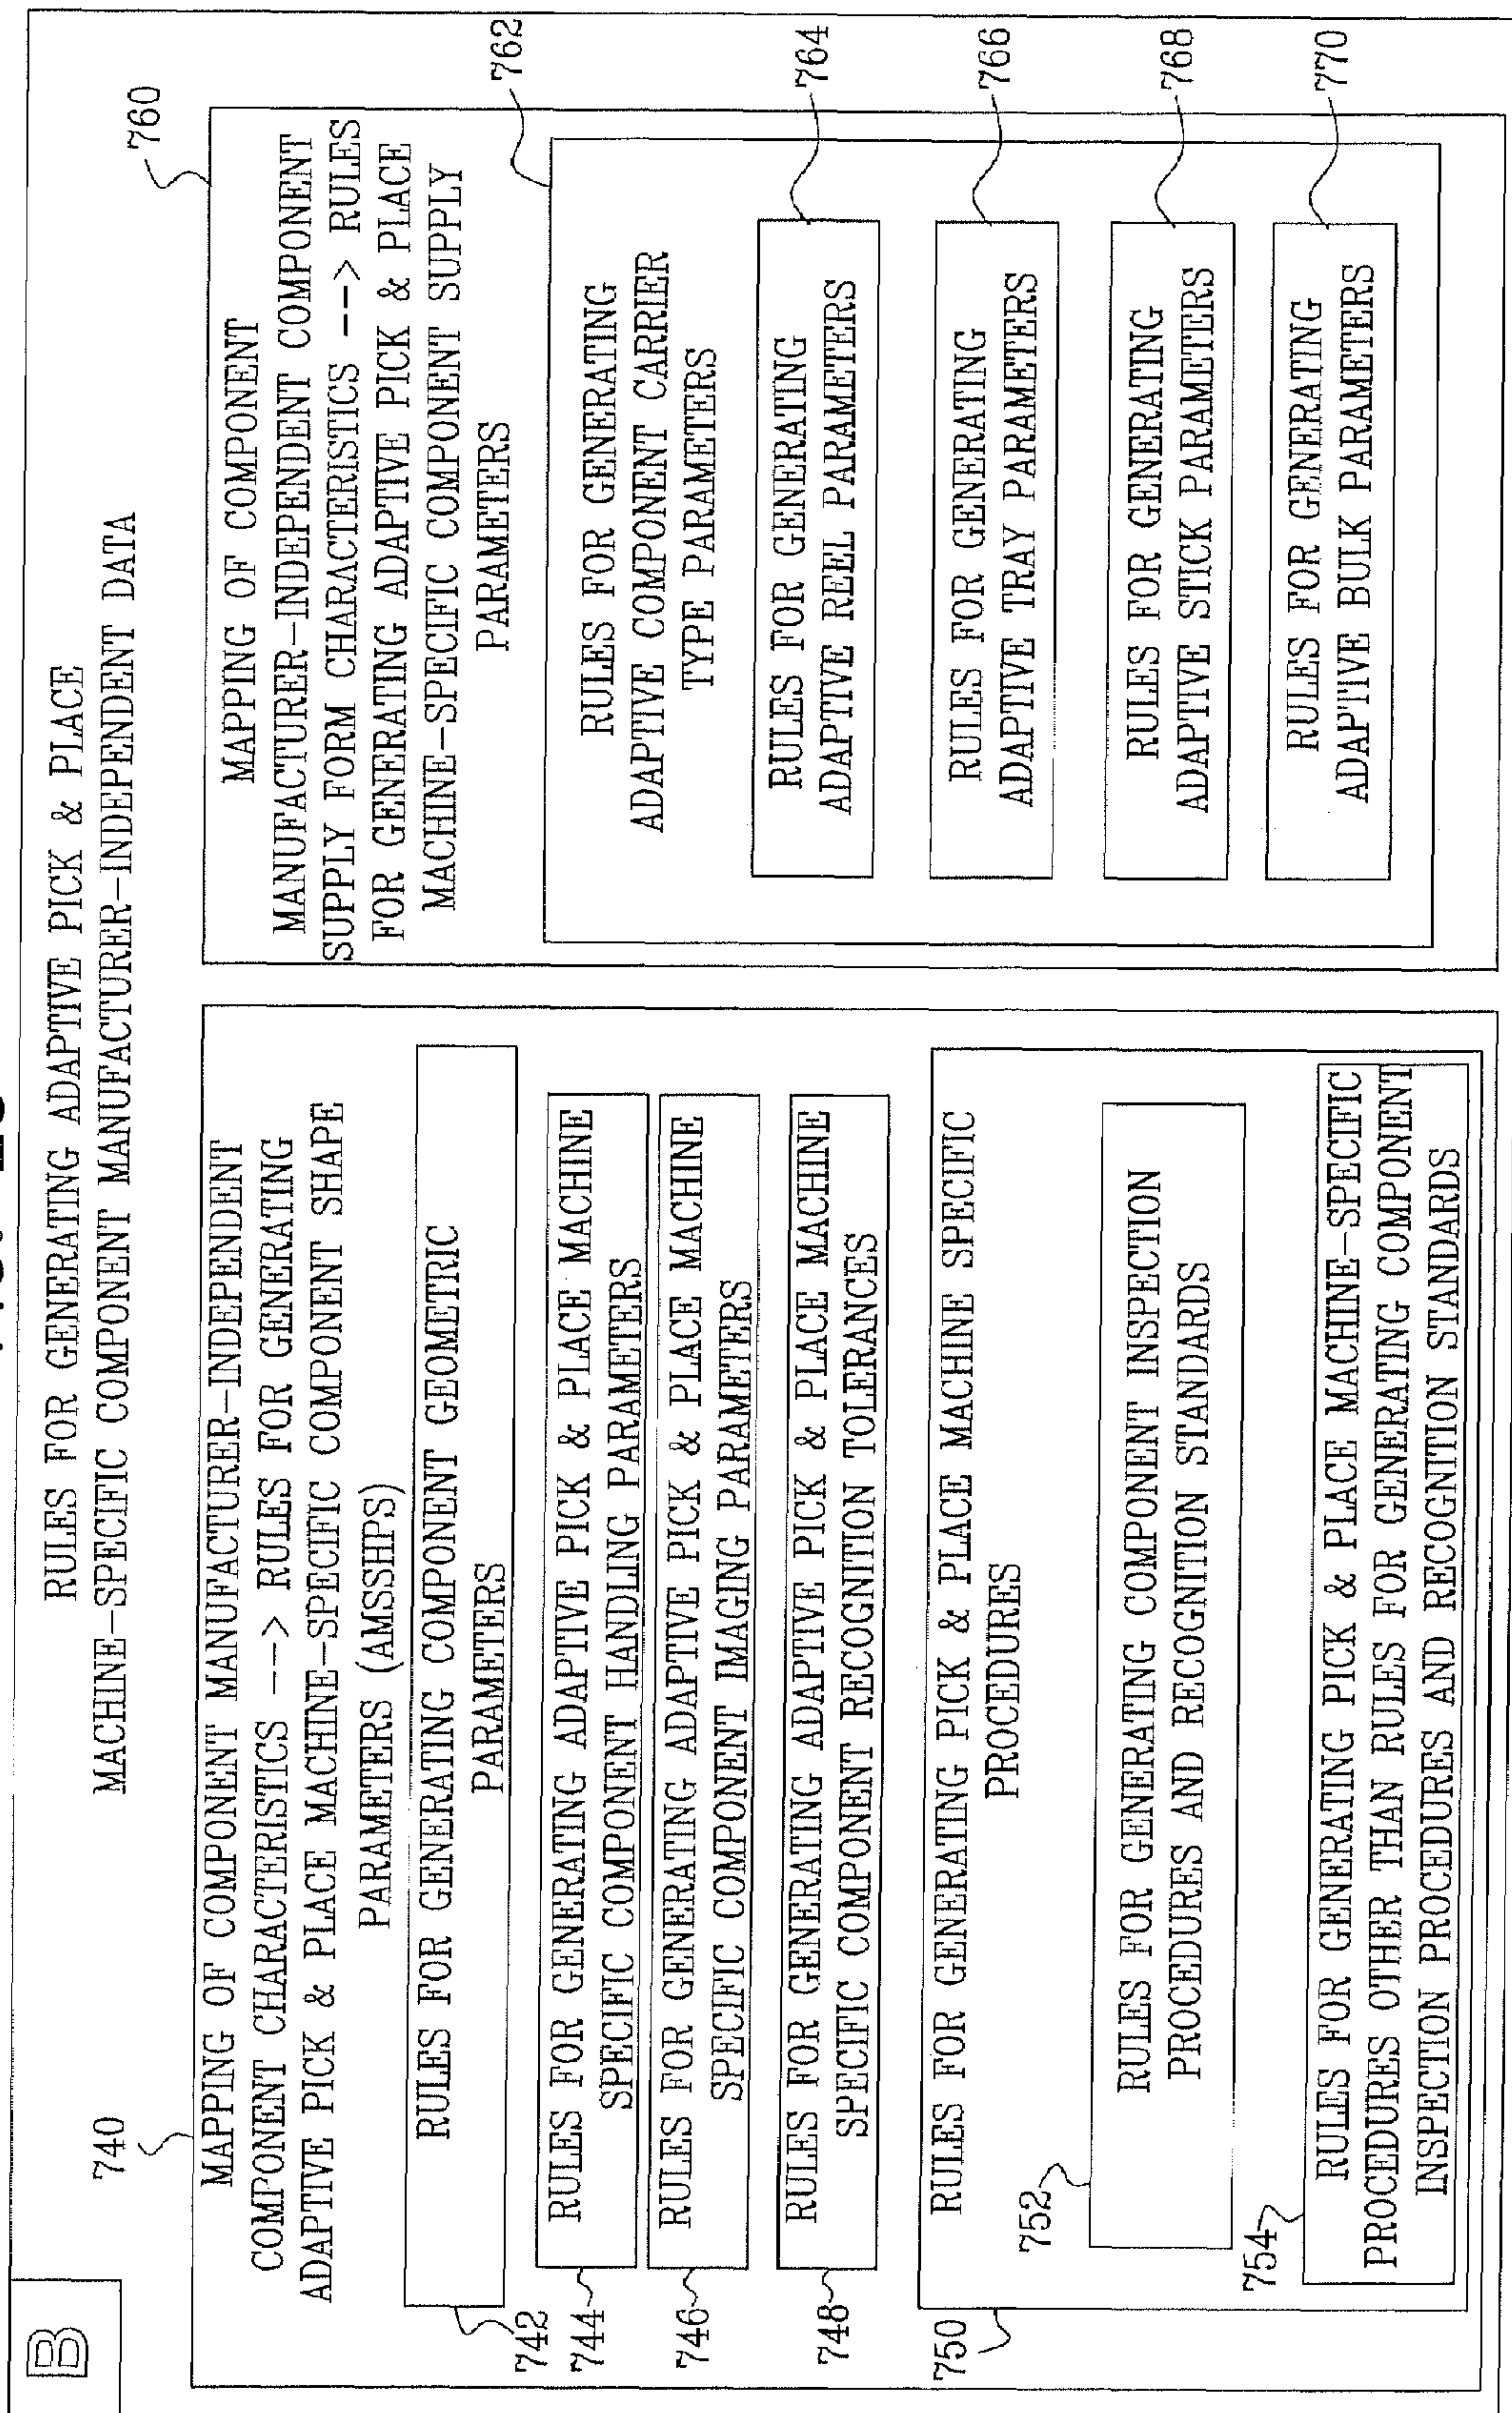 B
RULES FOR GENERATING ADAPTIVE PICK & PLACE
MACHINE-SPECIFIC COMPONENT MANUFACTURER-INDEPENDENT DATA
740
MAPPING OF COMPONENT MANUFACTURER-INDEPENDENT
COMPONENT CHARACTERISTICS --> RULES FOR GENERATING
ADAPTIVE PICK & PLACE MACHINE-SPECIFIC COMPONENT SHAPE
PARAMETERS (AMSSHPS)
RULES FOR GENERATING COMPONENT GEOMETRIC
PARAMETERS
742
RULES FOR GENERATING ADAPTIVE PICK & PLACE MACHINE
SPECIFIC COMPONENT HANDLING PARAMETERS
744
RULES FOR GENERATING ADAPTIVE PICK & PLACE MACHINE
SPECIFIC COMPONENT IMAGING PARAMETERS
746
RULES FOR GENERATING ADAPTIVE PICK & PLACE MACHINE
SPECIFIC COMPONENT RECOGNITION TOLERANCES
748
RULES FOR GENERATING PICK & PLACE MACHINE SPECIFIC
PROCEDURES
750
752
RULES FOR GENERATING COMPONENT INSPECTION
PROCEDURES AND RECOGNITION STANDARDS
754
RULES FOR GENERATING PICK & PLACE MACHINE-SPECIFIC
PROCEDURES OTHER THAN RULES FOR GENERATING COMPONENT
INSPECTION PROCEDURES AND RECOGNITION STANDARDS
760
MAPPING OF COMPONENT
MANUFACTURER-INDEPENDENT COMPONENT
SUPPLY FORM CHARACTERISTICS --> RULES
FOR GENERATING ADAPTIVE PICK & PLACE
MACHINE-SPECIFIC COMPONENT SUPPLY
PARAMETERS
762
RULES FOR GENERATING
ADAPTIVE COMPONENT CARRIER
TYPE PARAMETERS
RULES FOR GENERATING
ADAPTIVE REEL PARAMETERS
764
RULES FOR GENERATING
ADAPTIVE TRAY PARAMETERS
766
RULES FOR GENERATING
ADAPTIVE STICK PARAMETERS
768
RULES FOR GENERATING
ADAPTIVE BULK PARAMETERS
770